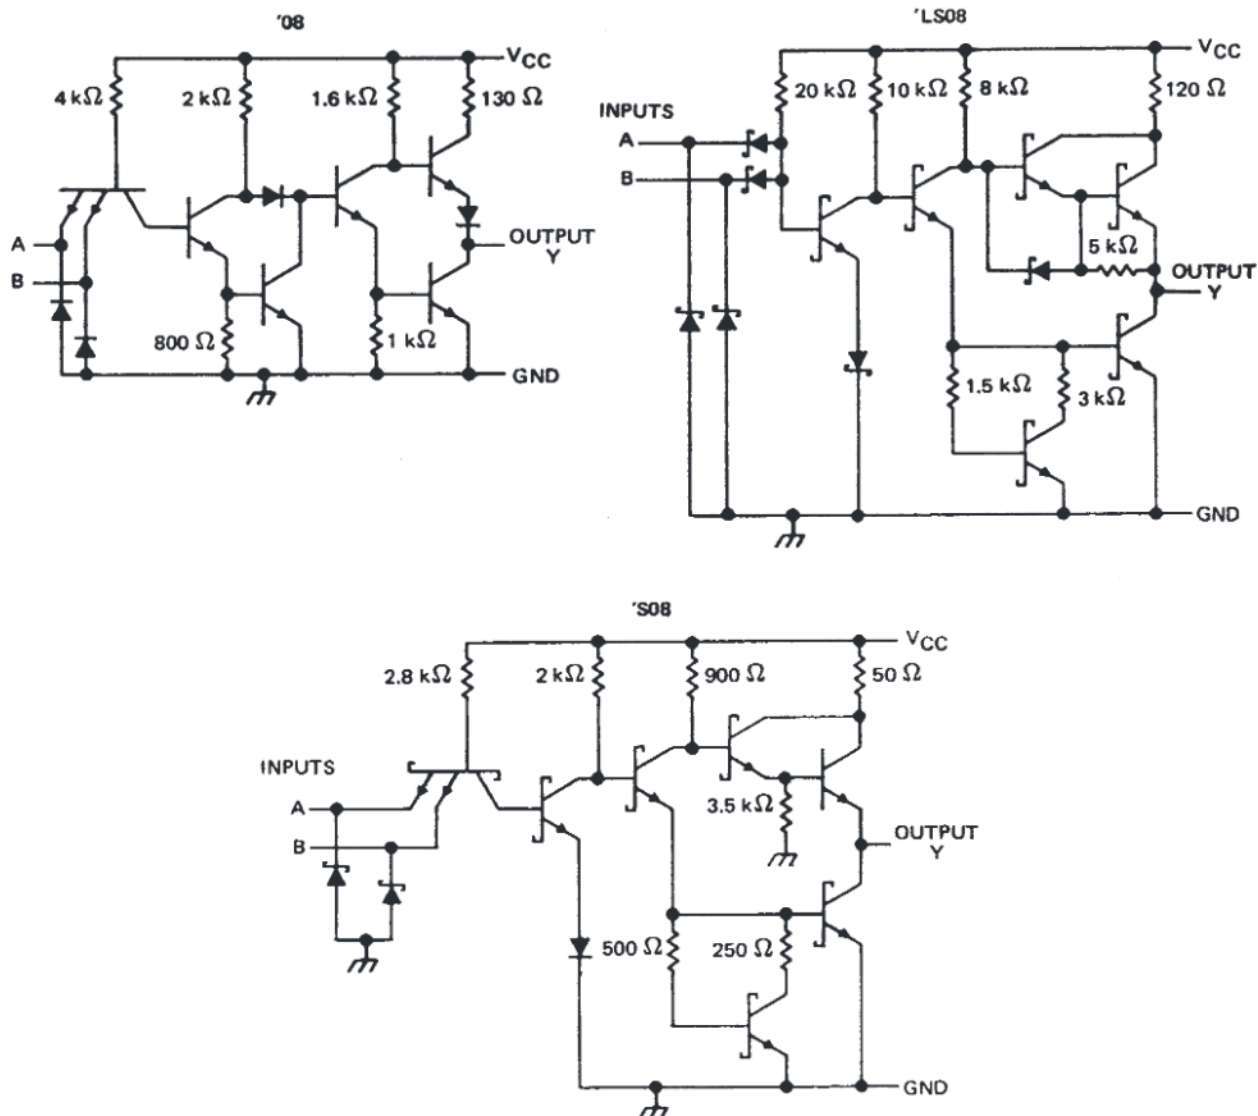 '08
VCC
4 kΩ
2 kΩ
1.6 kΩ
130 Ω
A
B
OUTPUT
Y
800 Ω
1 kΩ
GND
'LS08
VCC
20 kΩ
10 kΩ
8 kΩ
120 Ω
INPUTS
A
B
5 kΩ
OUTPUT
Y
1.5 kΩ
3 kΩ
GND
'S08
VCC
2.8 kΩ
2 kΩ
900 Ω
50 Ω
INPUTS
A
B
3.5 kΩ
OUTPUT
Y
500 Ω
250 Ω
GND